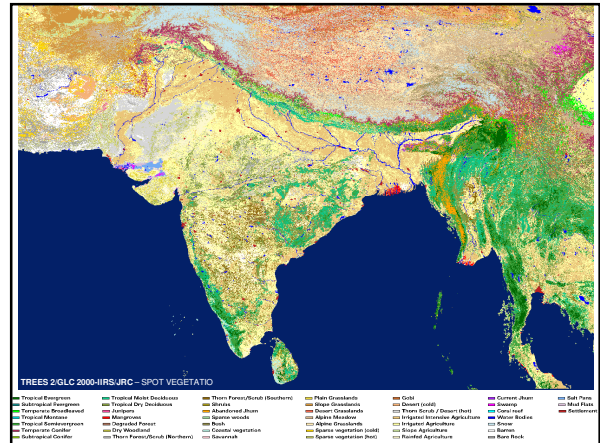 TREES 2/GLC 2000-IIRS/JRC – SPOT VEGETATIO
Tropical Evergreen
Subtropical Evergreen
Temperate Broadleaved
Tropical Montane
Tropical Semievergreen
Temperate Conifer
Subtropical Conifer
Tropical Moist Deciduous
Tropical Dry Deciduous
Junipers
Mangroves
Degraded Forest
Dry Woodland
Thorn Forest/Scrub (Northern)
Thorn Forest/Scrub (Southern)
Shrubs
Abandoned Jhum
Sparse woods
Bush
Coastal vegetation
Savannah
Plain Grasslands
Slope Grasslands
Desert Grasslands
Alpine Meadow
Alpine Grasslands
Sparse vegetation (cold)
Sparse vegetation (hot)
Gobi
Desert (cold)
Thorn Scrub / Desert (hot)
Irrigated Intensive Agriculture
Irrigated Agriculture
Slope Agriculture
Rainfed Agriculture
Current Jhum
Swamp
Coral reef
Water Bodies
Snow
Barren
Bare Rock
Salt Pans
Mud Flats
Settlement